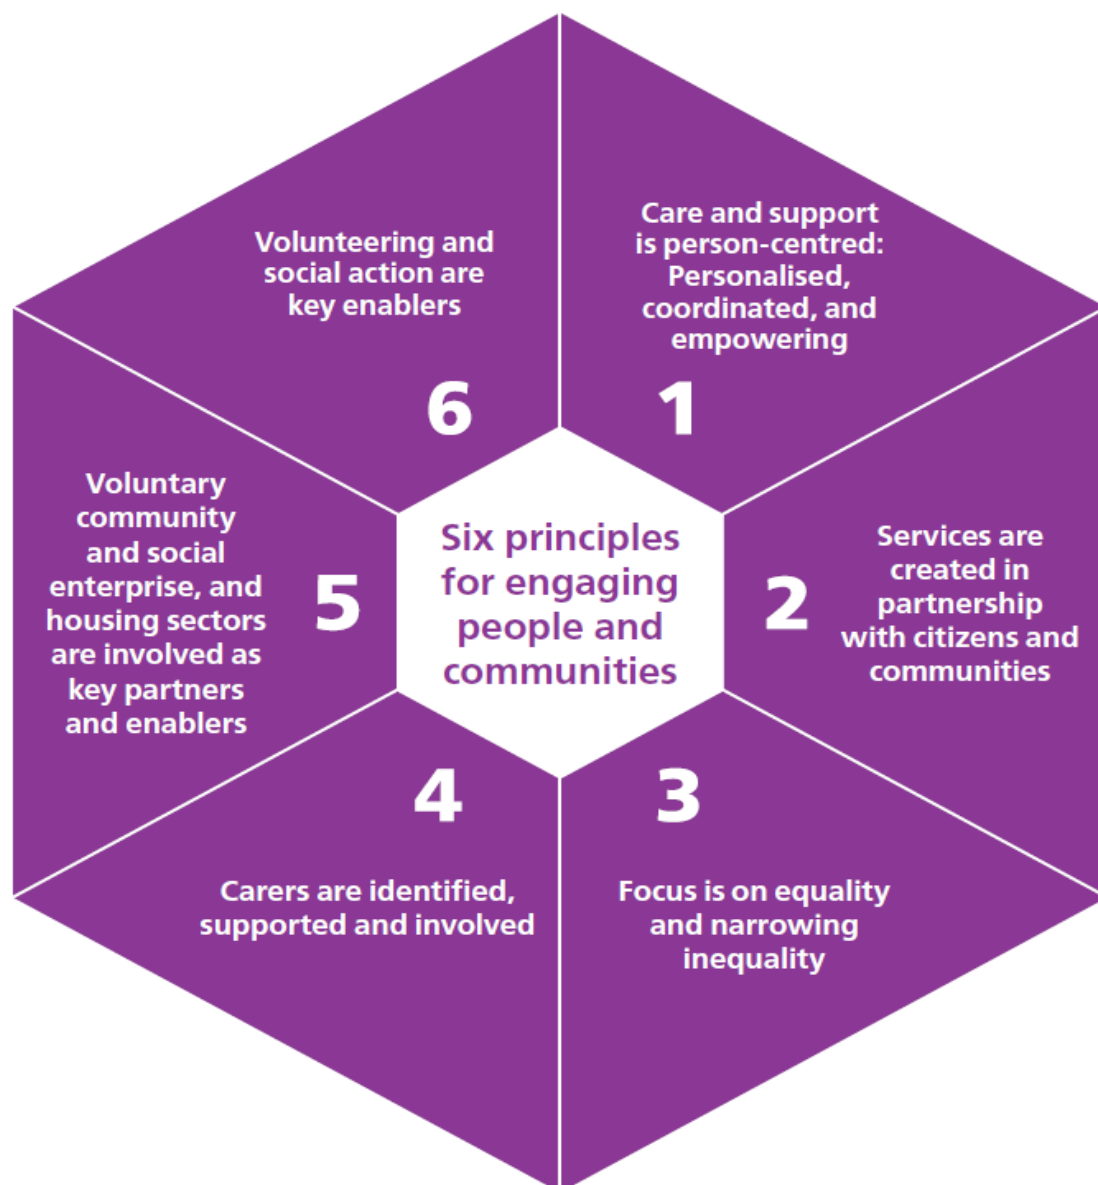 Six principles
for engaging
people and
communities
Care and support
is person-centred:
Personalised,
coordinated, and
empowering
1
Services are
created in
partnership
with citizens and
communities
2
3
Focus is on equality
and narrowing
inequality
4
Carers are identified,
supported and involved
Voluntary
community
and social
enterprise, and
housing sectors
are involved as
key partners
and enablers
5
Volunteering and
social action are
key enablers
6